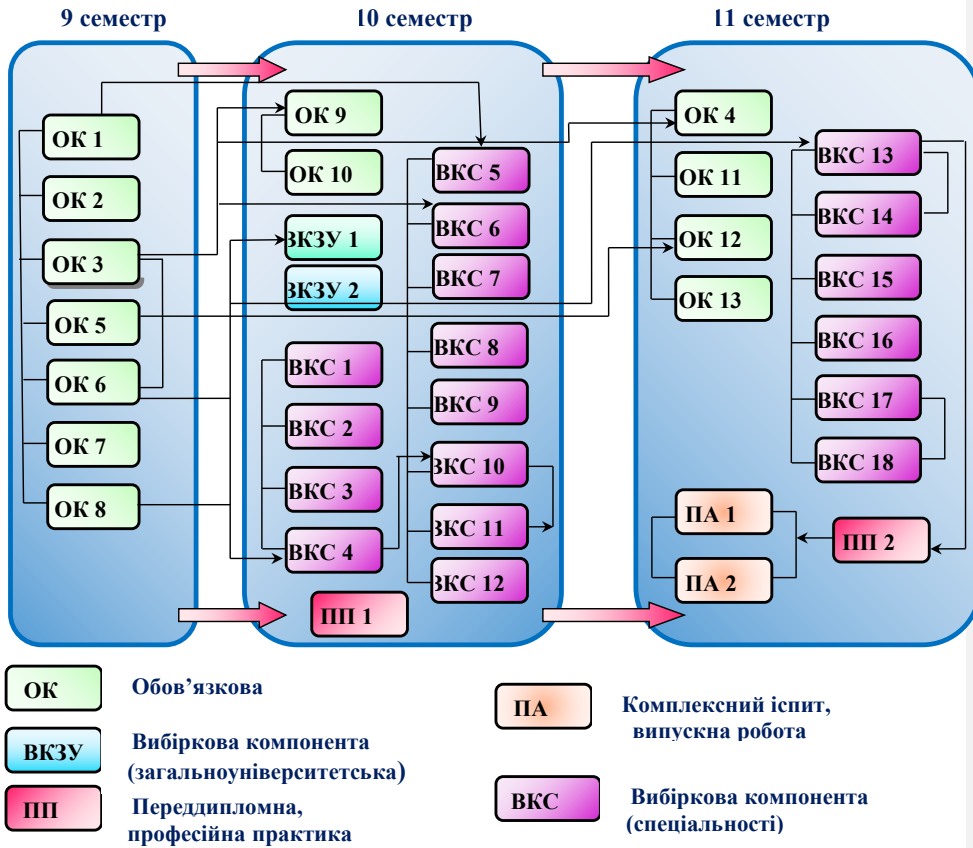 9 семестр
10 семестр
11 семестр
ОК 1
ОК 2
ОК 3
ОК 5
ОК 6
ОК 7
ОК 8
ОК 9
ОК 10
ВКЗУ 1
ВКЗУ 2
ВКС 1
ВКС 2
ВКС 3
ВКС 4
ПП 1
ВКС 5
ВКС 6
ВКС 7
ВКС 8
ВКС 9
ВКС 10
ВКС 11
ВКС 12
ОК 4
ОК 11
ОК 12
ОК 13
ВКС 13
ВКС 14
ВКС 15
ВКС 16
ВКС 17
ВКС 18
ПА 1
ПА 2
ПП 2
ОК
Обов’язкова
ВКЗУ
Вибіркова компонента
(загальноуніверситетська)
ПП
Переддипломна,
професійна практика
ПА
Комплексний іспит,
випускна робота
ВКС
Вибіркова компонента
(спеціальності)